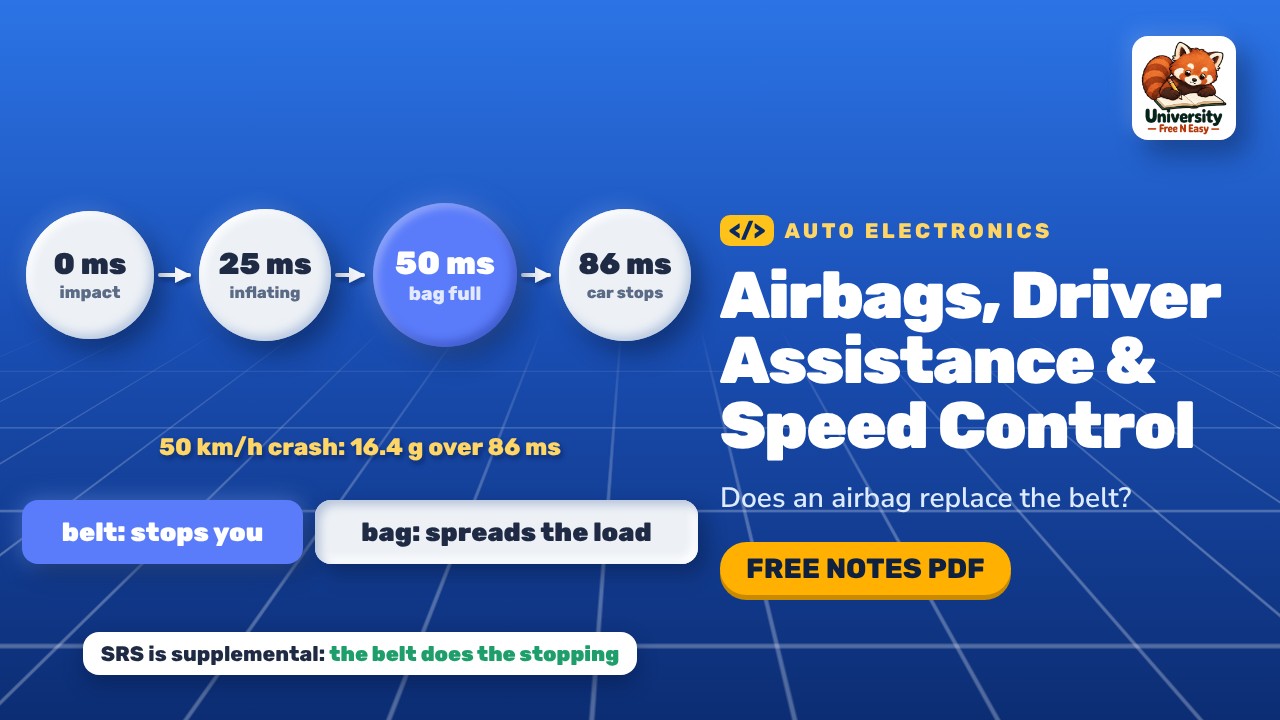 University
Free N Easy
0 ms
impact
25 ms
inflating
50 ms
bag full
86 ms
car stops
50 km/h crash: 16.4 g over 86 ms
belt: stops you
bag: spreads the load
SRS is supplemental: the belt does the stopping
</> AUTO ELECTRONICS
Airbags, Driver
Assistance &
Speed Control
Does an airbag replace the belt?
FREE NOTES PDF